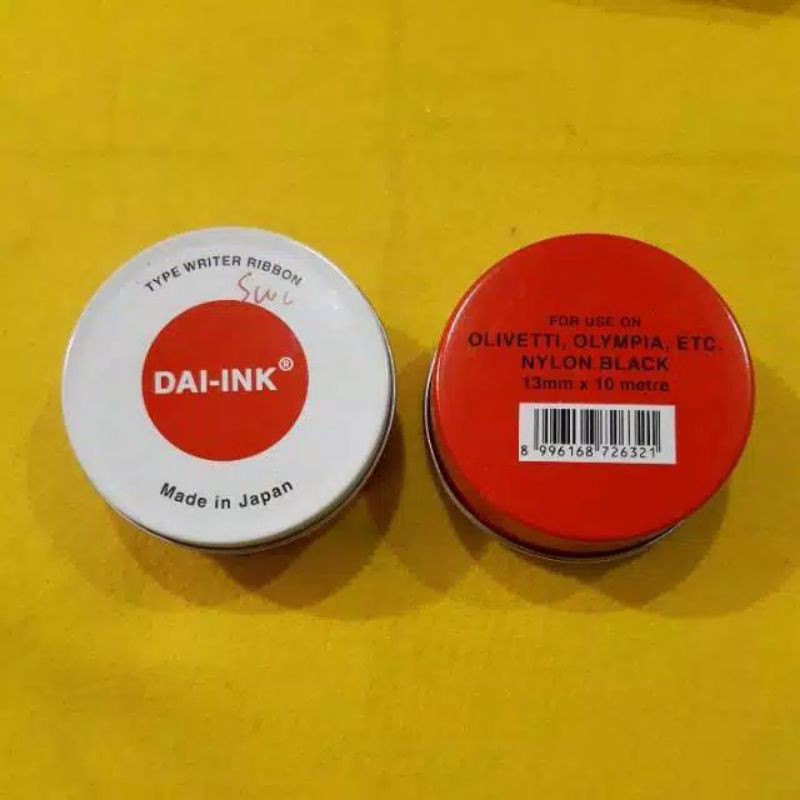 TYPE WRITER RIBBON
DAI-INK®
Made in Japan
FOR USE ON
OLIVETTI, OLYMPIA, ETC.
NYLON BLACK
13mm x 10 metre
8 996168 726321